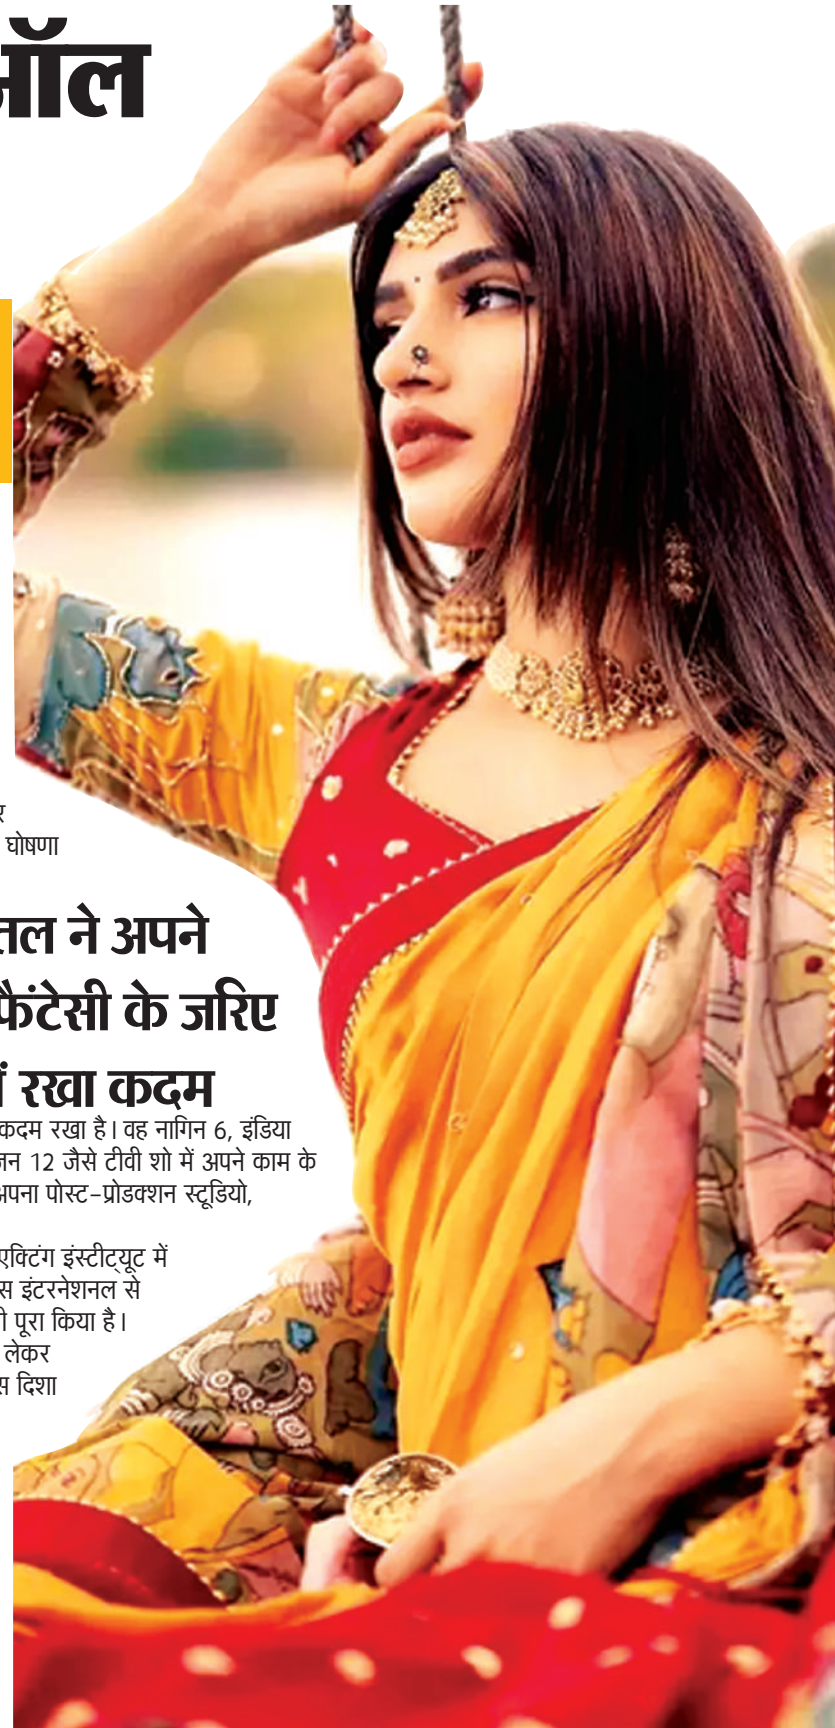 ऑल
र
घोषणा
तल ने अपने
फैंटेसी के जरिए
में रखा कदम
कदम रखा है। वह नागिन 6, इंडिया
जन 12 जैसे टीवी शो में अपने काम के
अपना पोस्ट-प्रोडक्शन स्टूडियो,
एक्टिंग इंस्टीट्यूट में
स इंटरनेशनल से
ी पूरा किया है।
लेकर
स दिशा